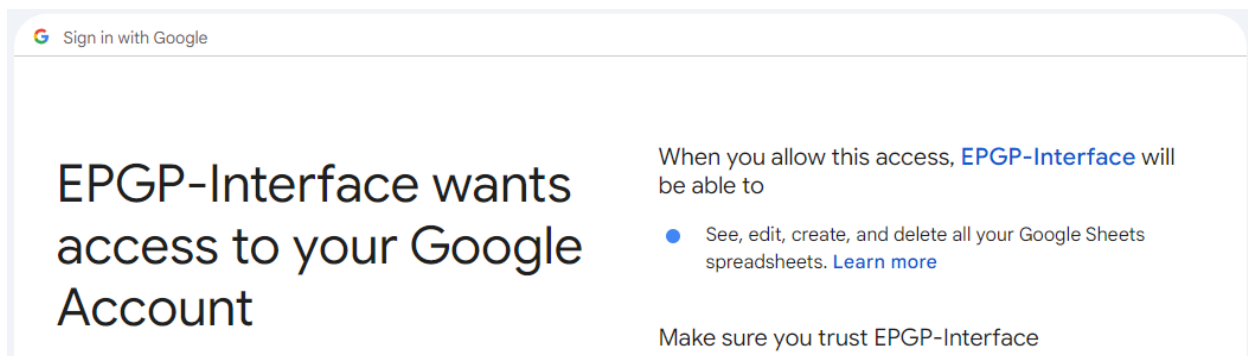 Sign in with Google
EPGP-Interface wants
access to your Google
Account
When you allow this access, EPGP-Interface will
be able to
See, edit, create, and delete all your Google Sheets
spreadsheets. Learn more
Make sure you trust EPGP-Interface